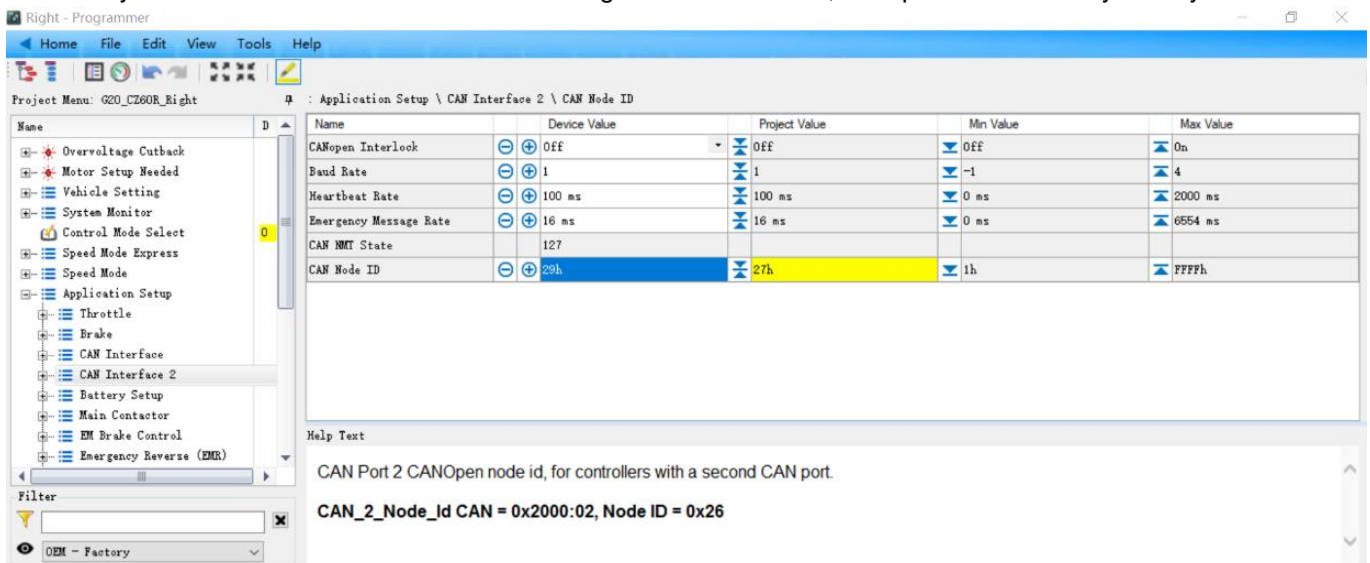 Right - Programmer
Home File Edit View Tools Help
Project Menu: G20_CZ60R_Right
: Application Setup \ CAN Interface 2 \ CAN Node ID
Name D
Overvoltage Cutback
Motor Setup Needed
Vehicle Setting
System Monitor
Control Mode Select 0
Speed Mode Express
Speed Mode
Application Setup
Throttle
Brake
CAN Interface
CAN Interface 2
Battery Setup
Main Contactor
EM Brake Control
Emergency Reverse (EMR)
Filter
OEM - Factory
Name Device Value Project Value Min Value Max Value
CANopen Interlock Off Off Off On
Baud Rate 1 1 -1 4
Heartbeat Rate 100 ms 100 ms 0 ms 2000 ms
Emergency Message Rate 16 ms 16 ms 0 ms 6554 ms
CAN NMT State 127
CAN Node ID 29h 27h 1h FFFFh
Help Text
CAN Port 2 CANOpen node id, for controllers with a second CAN port.
CAN_2_Node_Id CAN = 0x2000:02, Node ID = 0x26